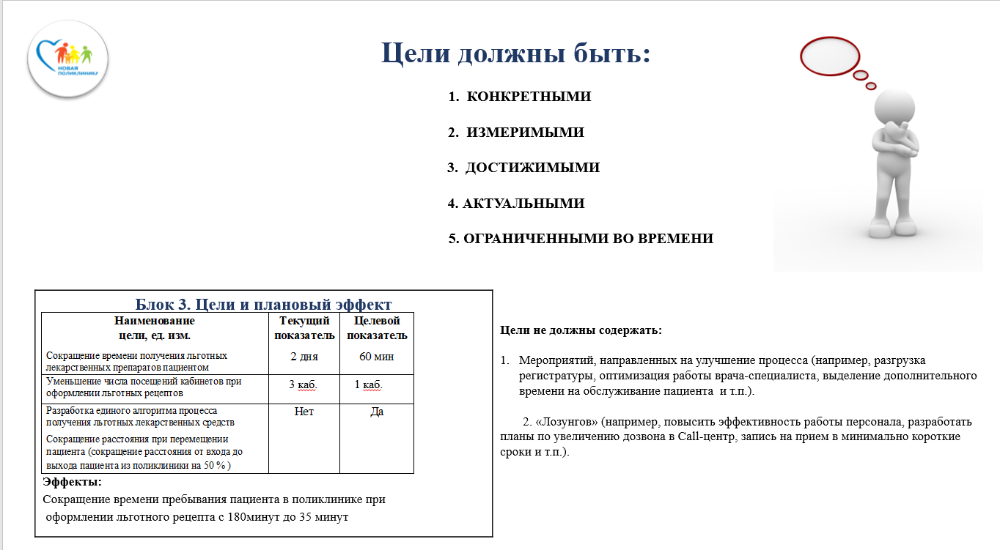 НОВАЯ
ПОЛИКЛИНИКА
Цели должны быть:
1. КОНКРЕТНЫМИ
2. ИЗМЕРИМЫМИ
3. ДОСТИЖИМЫМИ
4. АКТУАЛЬНЫМИ
5. ОГРАНИЧЕННЫМИ ВО ВРЕМЕНИ
Блок 3. Цели и плановый эффект
Наименование
цели, ед. изм.
Текущий
показатель
Целевой
показатель
Сокращение времени получения льготных
лекарственных препаратов пациентом
2 дня
60 мин
Уменьшение числа посещений кабинетов при
оформлении льготных рецептов
3 каб.
1 каб.
Разработка единого алгоритма процесса
получения льготных лекарственных средств
Нет
Да
Сокращение расстояния при перемещении
пациента (сокращение расстояния от входа до
выхода пациента из поликлиники на 50 % )
Эффекты:
Сокращение времени пребывания пациента в поликлинике при
оформлении льготного рецепта с 180минут до 35 минут
Цели не должны содержать:
1. Мероприятий, направленных на улучшение процесса (например, разгрузка
регистратуры, оптимизация работы врача-специалиста, выделение дополнительного
времени на обслуживание пациента и т.п.).
2. «Лозунгов» (например, повысить эффективность работы персонала, разработать
планы по увеличению дозвона в Call-центр, запись на прием в минимально короткие
сроки и т.п.).